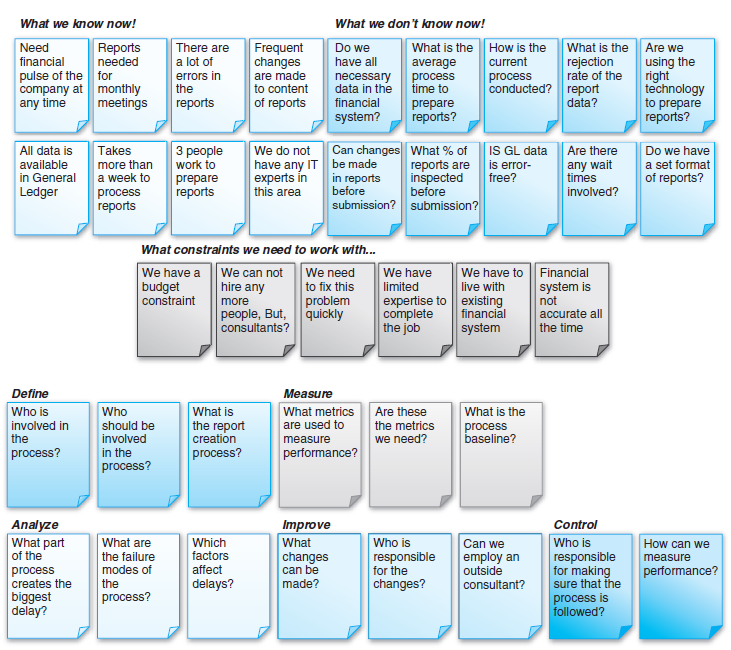 What we know now!
What we don't know now!
Need
financial
pulse of the
company at
any time
Reports
needed
for
monthly
meetings
There are
a lot of
errors in
the
reports
Frequent
changes
are made
to content
of reports
Do we
have all
necessary
data in the
financial
system?
What is the
average
process
time to
prepare
reports?
How is the
current
process
conducted?
What is the
rejection
rate of the
report
data?
Are we
using the
right
technology
to prepare
reports?
All data is
available
in General
Ledger
Takes
more than
a week to
process
reports
3 people
work to
prepare
reports
We do not
have any IT
experts in
this area
Can changes
be made
in reports
before
submission?
What % of
reports are
inspected
before
submission?
IS GL data
is error-
free?
Are there
any wait
times
involved?
Do we have
a set format
of reports?
What constraints we need to work with...
We have a
budget
constraint
We can not
hire any
more
people, But,
consultants?
We need
to fix this
problem
quickly
We have
limited
expertise to
complete
the job
We have to
live with
existing
financial
system
Financial
system is
not
accurate all
the time
Define
Who is
involved in
the
process?
Who
should be
involved
in the
process?
What is
the report
creation
process?
Measure
What metrics
are used to
measure
performance?
Are these
the metrics
we need?
What is the
process
baseline?
Analyze
What part
of the
process
creates the
biggest
delay?
What are
the failure
modes of
the
process?
Which
factors
affect
delays?
Improve
What
changes
can be
made?
Who is
responsible
for the
changes?
Can we
employ an
outside
consultant?
Control
Who is
responsible
for making
sure that the
process is
followed?
How can we
measure
performance?